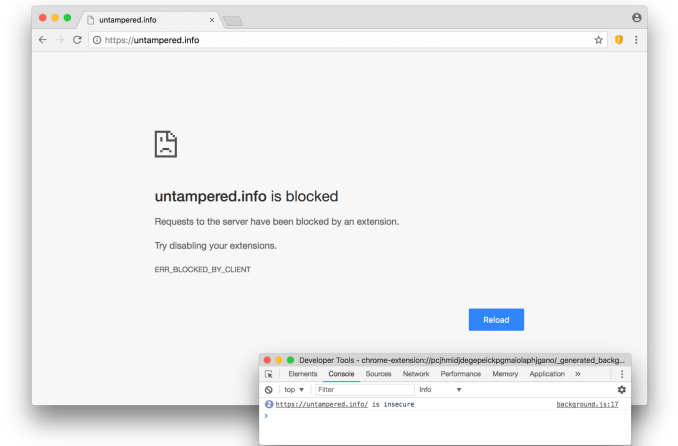 untampered.info ×
https://untampered.info
untampered.info is blocked
Requests to the server have been blocked by an extension.
Try disabling your extensions.
ERR_BLOCKED_BY_CLIENT
Reload
Developer Tools - chrome-extension://pcjhmidjdegepeickpgmaiolaphjgano/_generated_backg...
Elements Console Sources Network Performance Memory Application »
top ▼ Filter Info ▼
2 https://untampered.info/ is insecure background.js:17
>